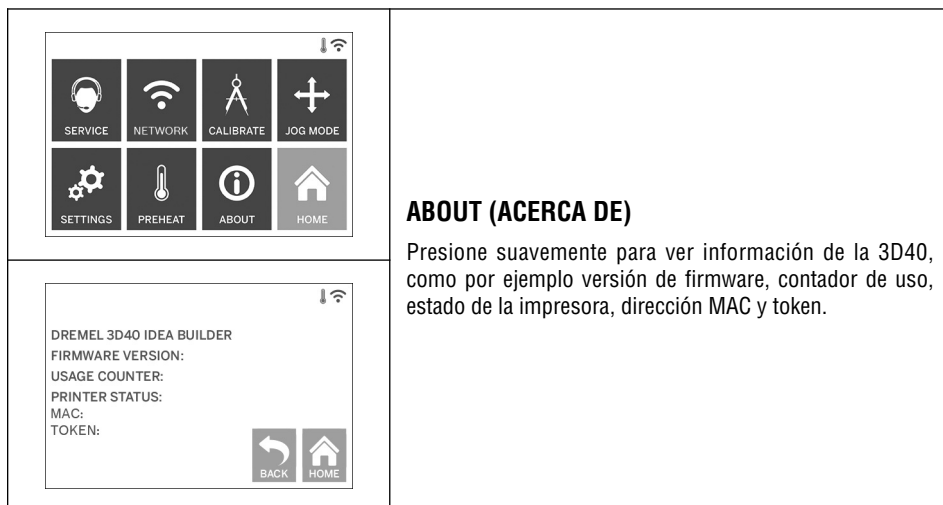 SERVICE NETWORK CALIBRATE JOG MODE
SETTINGS PREHEAT ABOUT HOME
DREMEL 3D40 IDEA BUILDER
FIRMWARE VERSION:
USAGE COUNTER:
PRINTER STATUS:
MAC:
TOKEN:
BACK HOME
ABOUT (ACERCA DE)
Presione suavemente para ver información de la 3D40,
como por ejemplo versión de firmware, contador de uso,
estado de la impresora, dirección MAC y token.